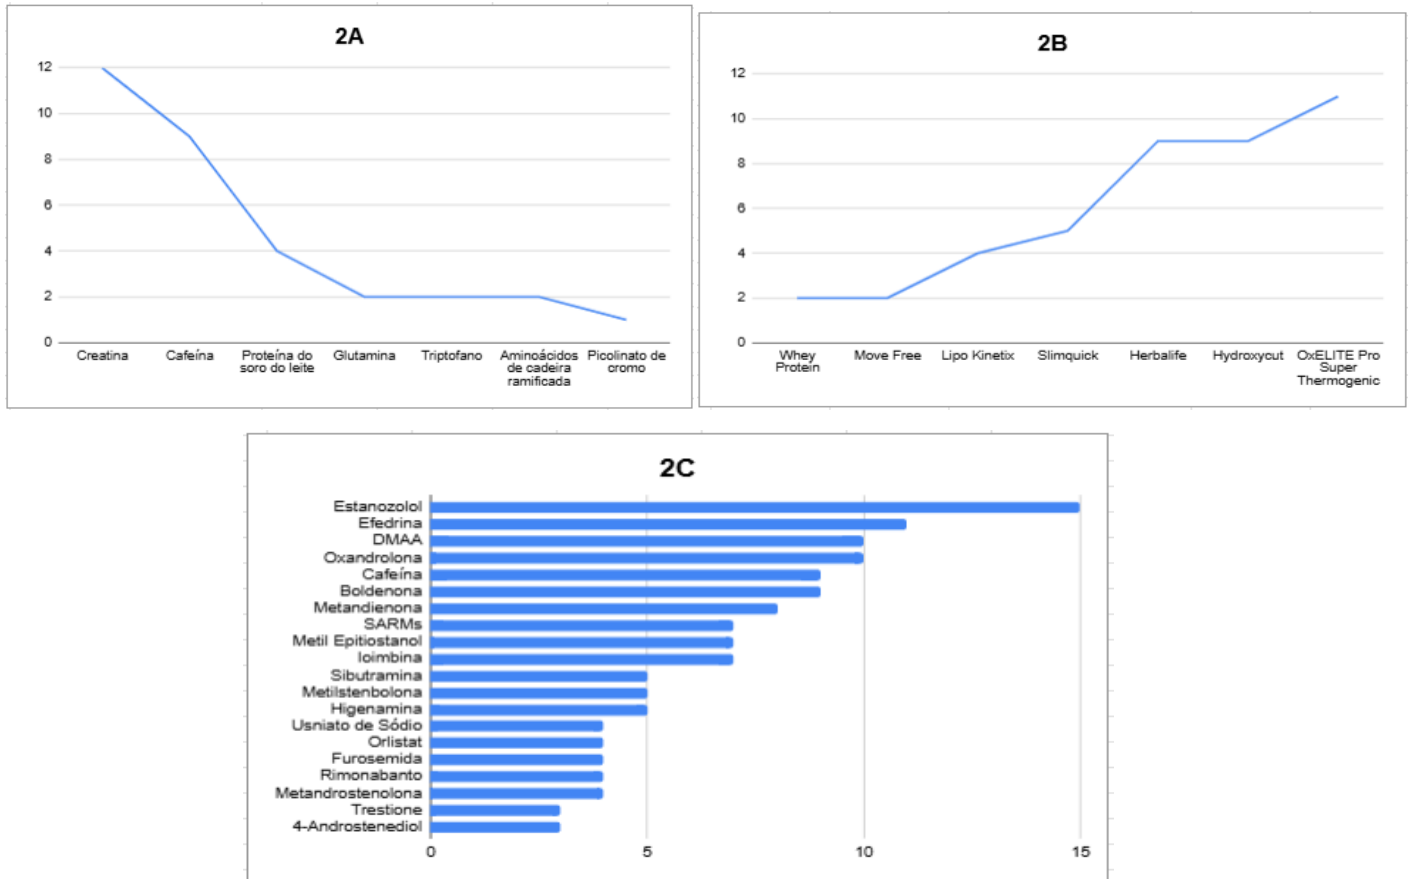 2A
12
10
8
6
4
2
0
Creatina
Cafeína
Proteína do
soro do leite
Glutamina
Triptofano
Aminoácidos
de cadeira
ramificada
Picolinato de
cromo
2B
12
10
8
6
4
2
0
Whey
Protein
Move Free
Lipo Kinetix
Slimquick
Herbalife
Hydroxycut
OxELITE Pro
Super
Thermogenic
2C
Estanozolol
Efedrina
DMAA
Oxandrolona
Cafeína
Boldenona
Metandienona
SARMs
Metil Epitiostanol
Ioimbina
Sibutramina
Metilstenbolona
Higenamina
Usniato de Sódio
Orlistat
Furosemida
Rimonabanto
Metandrostenolona
Trestione
4-Androstenediol
0
5
10
15